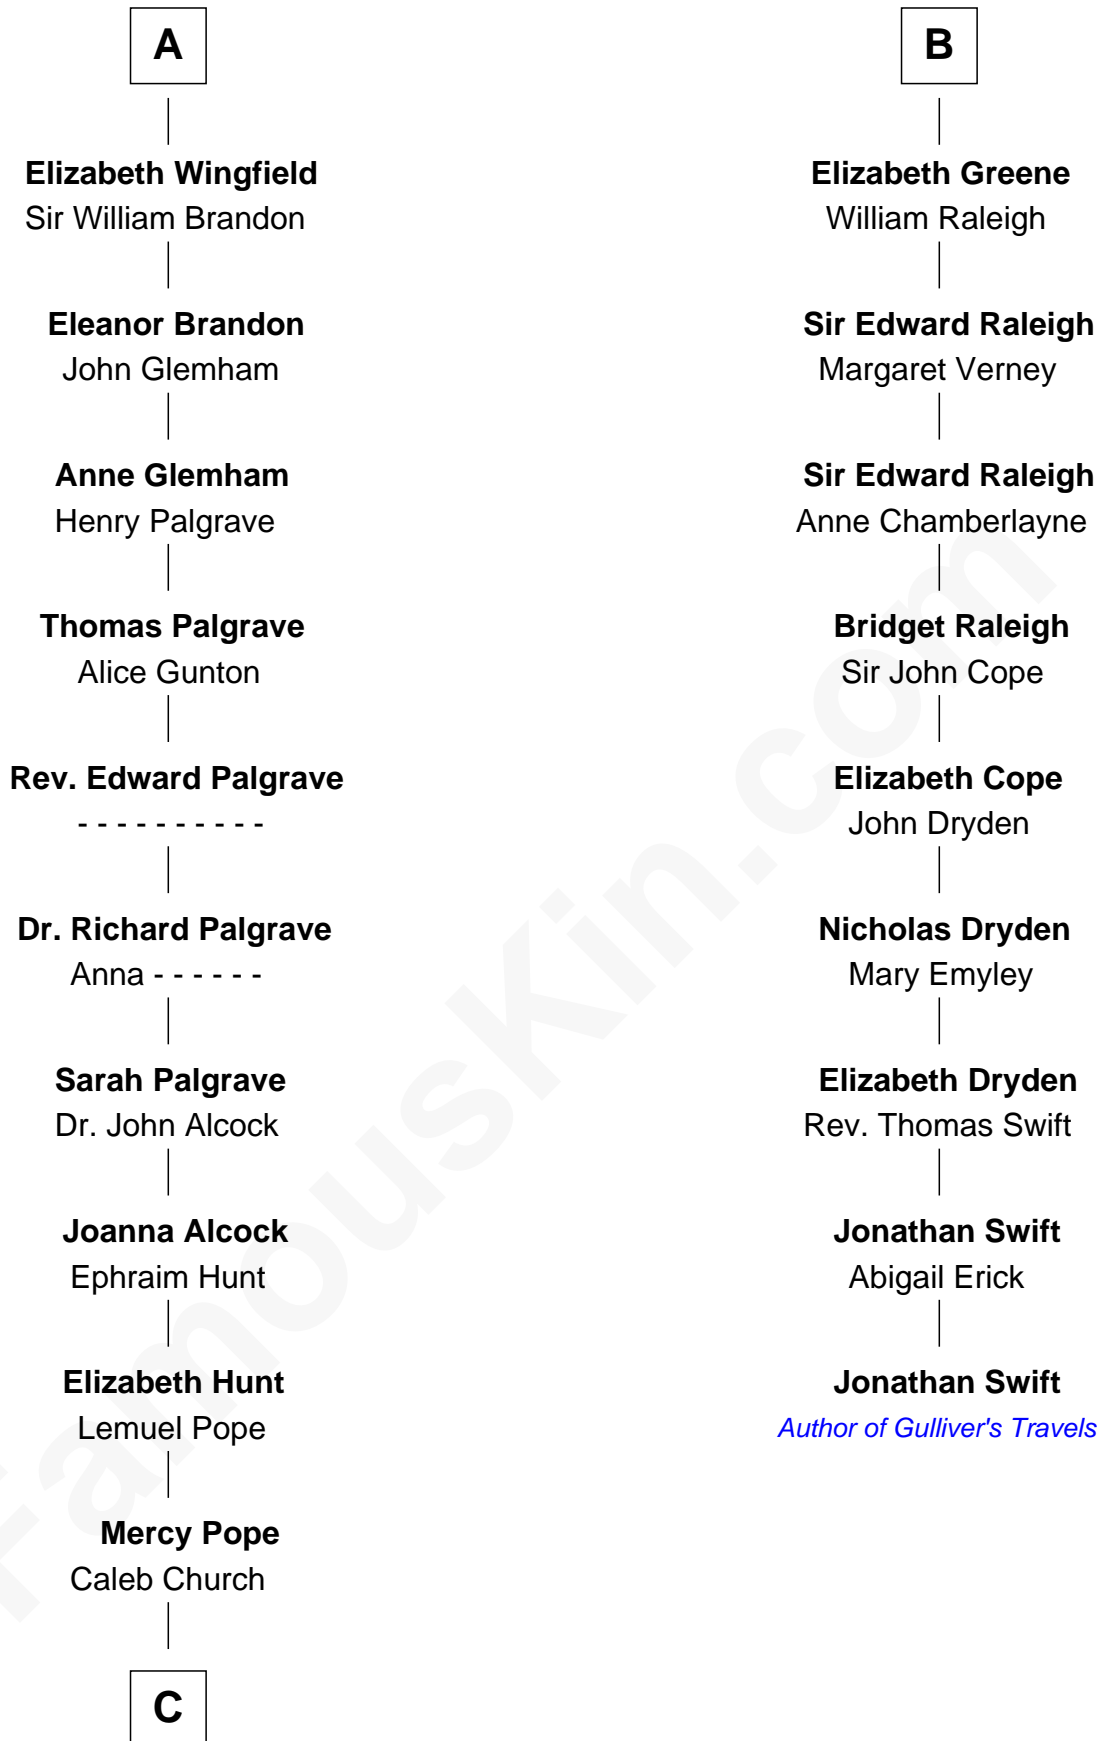 A
Elizabeth Wingfield
Sir William Brandon
Eleanor Brandon
John Glemham
Anne Glemham
Henry Palgrave
Thomas Palgrave
Alice Gunton
Rev. Edward Palgrave
- - - - - - - - - -
Dr. Richard Palgrave
Anna - - - - - -
Sarah Palgrave
Dr. John Alcock
Joanna Alcock
Ephraim Hunt
Elizabeth Hunt
Lemuel Pope
Mercy Pope
Caleb Church
C
B
Elizabeth Greene
William Raleigh
Sir Edward Raleigh
Margaret Verney
Sir Edward Raleigh
Anne Chamberlayne
Bridget Raleigh
Sir John Cope
Elizabeth Cope
John Dryden
Nicholas Dryden
Mary Emyley
Elizabeth Dryden
Rev. Thomas Swift
Jonathan Swift
Abigail Erick
Jonathan Swift
Author of Gulliver's Travels
FamousKin.com